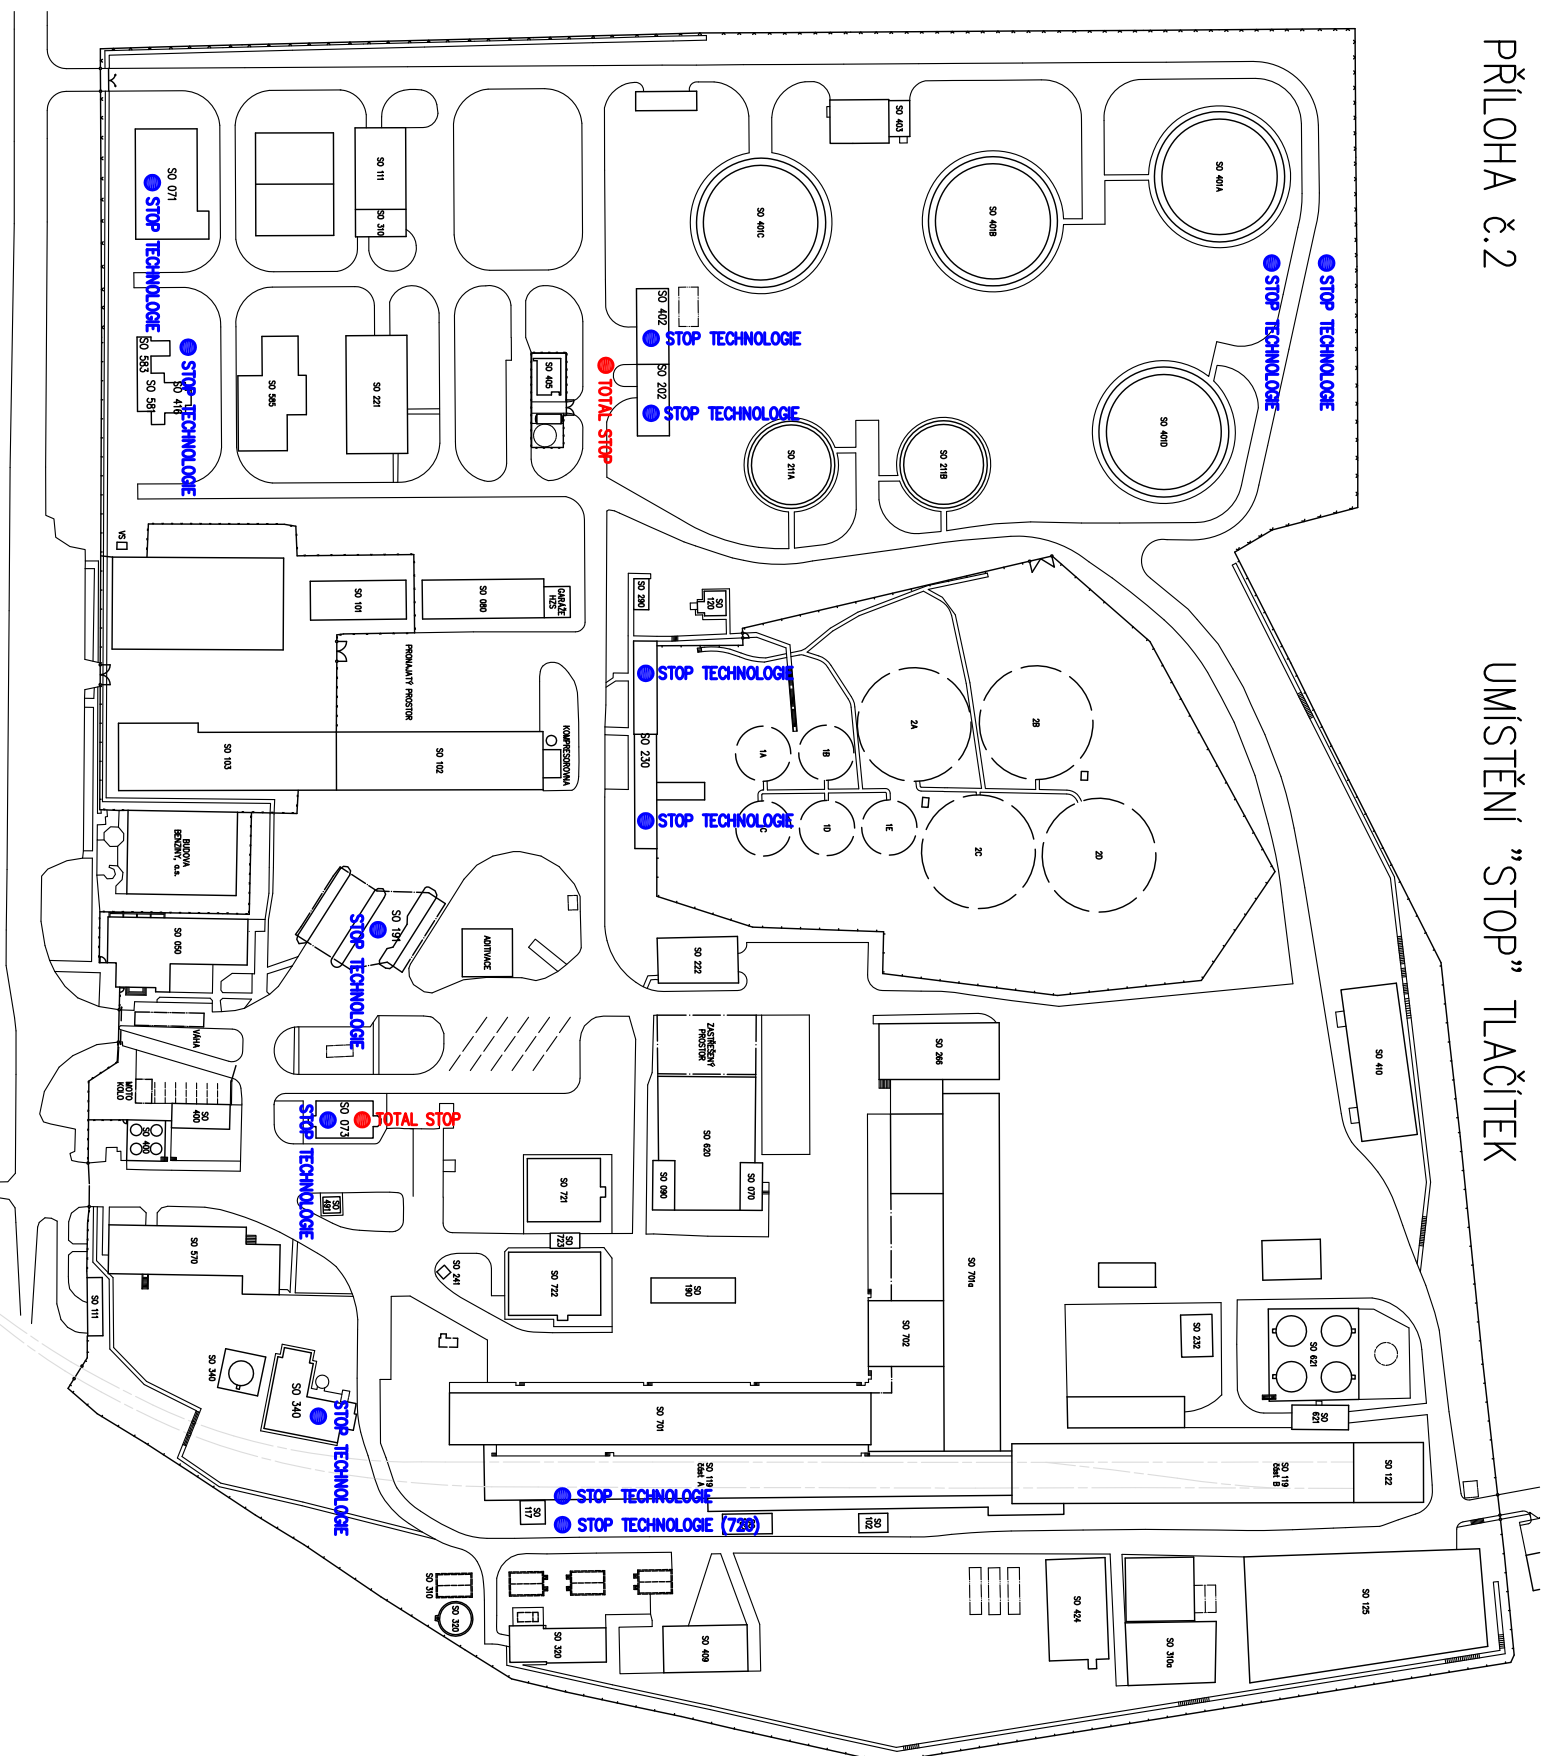 PŘÍLOHA č.2
UMÍSTĚNÍ "STOP" TLAČÍTEK
SO 403
SO 401A
SO 401B
SO 401C
SO 111
SO 310
SO 071
STOP TECHNOLOGIE
STOP TECHNOLOGIE
STOP TECHNOLOGIE
SO 402
STOP TECHNOLOGIE
SO 202
STOP TECHNOLOGIE
TOTAL STOP
SO 405
SO 221
SO 585
SO 583
SO 581
SO 416
STOP TECHNOLOGIE
SO 401D
SO 211A
SO 211B
VS
SO 101
SO 080
GARÁŽE
HZS
SO 290
SO
120
PRONAJATÝ PROSTOR
STOP TECHNOLOGIE
SO 230
STOP TECHNOLOGIE
KOMPRESOROVNA
SO 103
SO 102
2A
2B
1A
1B
1D
1E
2C
2D
BUDOVA
BENZINY, a.s.
SO 050
SO 191
STOP TECHNOLOGIE
ADITIVACE
SO 222
SO 410
VÁHA
MOTO
KOLO
SO
400
SO 400
ZASTŘEŠENÝ
PROSTOR
SO 266
SO 073
STOP TECHNOLOGIE
TOTAL STOP
SO 620
SO 090
SO 070
SO 721
SO
491
SO
723
SO 722
SO 241
SO
190
SO 570
SO 111
SO 701a
SO 702
SO 232
SO 621
SO
621
SO 340
SO 340
STOP TECHNOLOGIE
SO 701
SO 119
část A
SO 119
část B
SO 122
STOP TECHNOLOGIE
SO
117
STOP TECHNOLOGIE (728)
SO
102
SO 310
SO 320
SO 320
SO 409
SO 424
SO 310a
SO 125